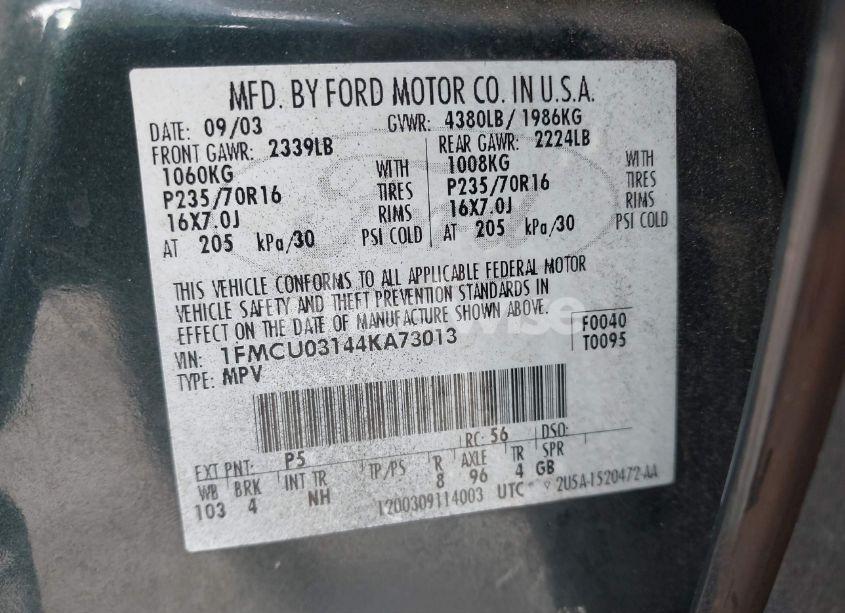 MFD. BY FORD MOTOR CO. IN U.S.A.
DATE: 09/03 GVWR: 4380LB/ 1986KG
FRONT GAWR: 2339LB REAR GAWR: 2224LB
1060KG WITH 1008KG WITH
P235/70R16 TIRES P235/70R16 TIRES
16X7.0J RIMS 16X7.0J RIMS
AT 205 kPa/30 PSI COLD AT 205 kPa/30 PSI COLD
THIS VEHICLE CONFORMS TO ALL APPLICABLE FEDERAL MOTOR
VEHICLE SAFETY AND THEFT PREVENTION STANDARDS IN
EFFECT ON THE DATE OF MANUFACTURE SHOWN ABOVE.
VIN: 1FMCU03144KA73013 F0040
TYPE: MPV T0095
EXT PNT: P5 RC: 56 DSO:
WB BRK INT TR TP/PS R AXLE TR SPR
103 4 NH 8 96 4 GB
1200309114003 UTC 2U5A-1520472-AA